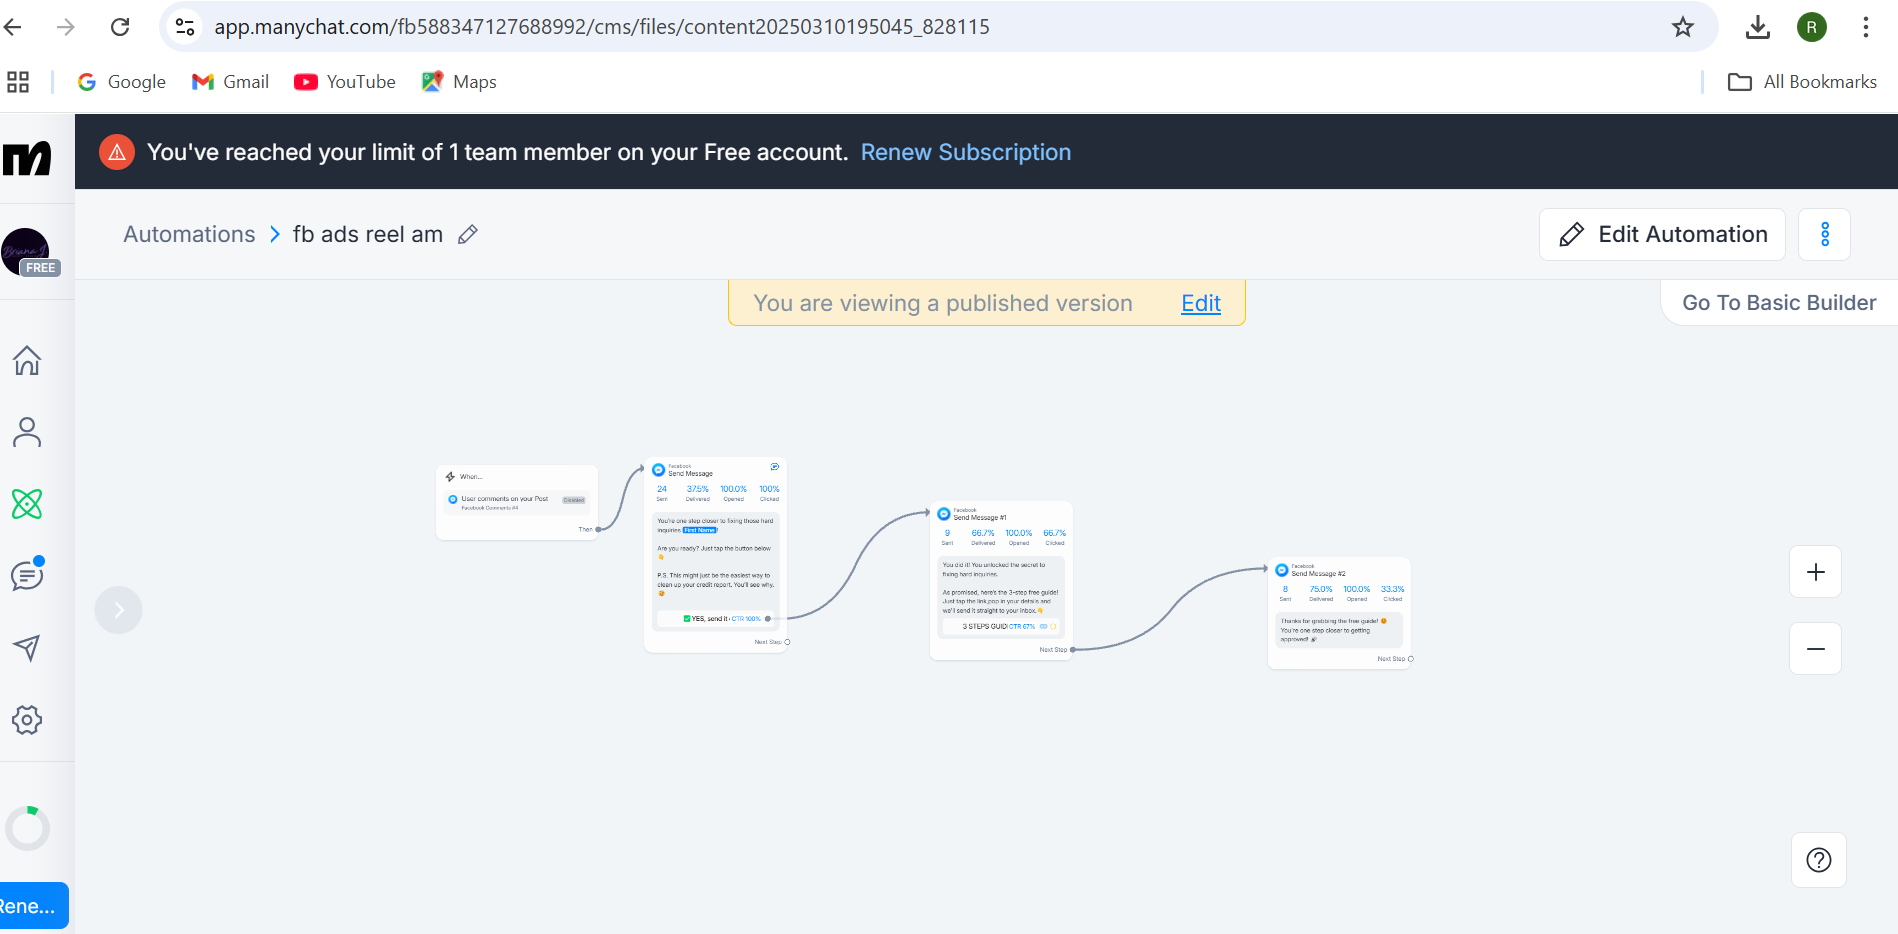 app.manychat.com/fb588347127688992/cms/files/content20250310195045_828115
R
Google
Gmail
YouTube
Maps
All Bookmarks
You've reached your limit of 1 team member on your Free account. Renew Subscription
FREE
Automations > fb ads reel am
Edit Automation
You are viewing a published version Edit
Go To Basic Builder
When...
User comments on your Post Disabled
Facebook Comments #4
Then
Facebook
Send Message
24 37.5% 100.0% 100%
Sent Delivered Opened Clicked
You're one step closer to fixing those hard
inquiries First Name!
Are you ready? Just tap the button below
👇
P.S. This might just be the easiest way to
clean up your credit report. You'll see why.
✅ YES, send it CTR 100%
Next Step
Facebook
Send Message #1
9 66.7% 100.0% 66.7%
Sent Delivered Opened Clicked
You did it! You unlocked the secret to
fixing hard inquiries.
As promised, here's the 3-step free guide!
Just tap the link,pop in your details and
we'll send it straight to your inbox.👇
3 STEPS GUID CTR 67%
Next Step
Facebook
Send Message #2
8 75.0% 100.0% 33.3%
Sent Delivered Opened Clicked
Thanks for grabbing the free guide!
You're one step closer to getting
approved! 🎉
Next Step
Rene...